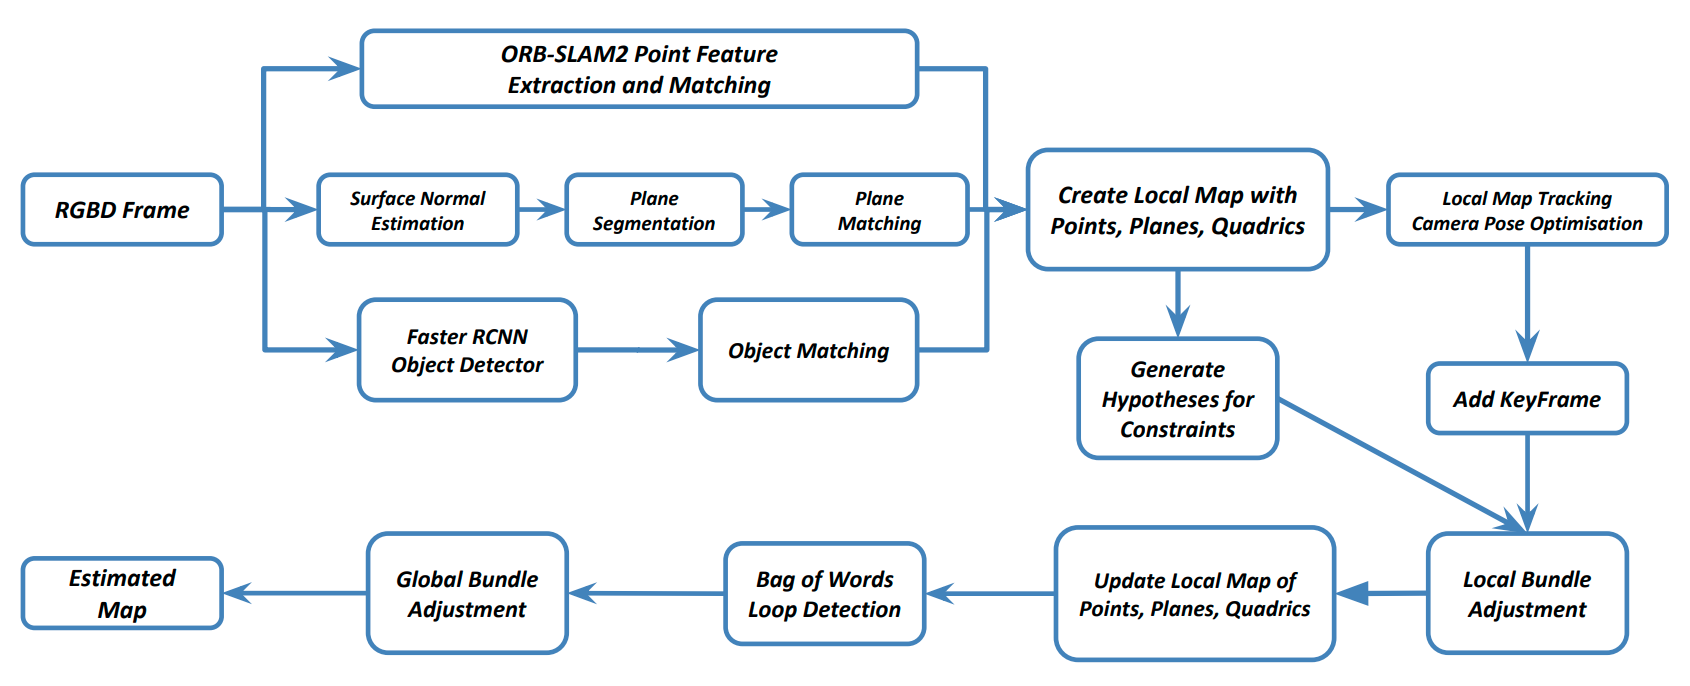 ORB-SLAM2 Point Feature
Extraction and Matching
RGBD Frame
Surface Normal
Estimation
Plane
Segmentation
Plane
Matching
Create Local Map with
Points, Planes, Quadrics
Local Map Tracking
Camera Pose Optimisation
Faster RCNN
Object Detector
Object Matching
Generate
Hypotheses for
Constraints
Add KeyFrame
Estimated
Map
Global Bundle
Adjustment
Bag of Words
Loop Detection
Update Local Map of
Points, Planes, Quadrics
Local Bundle
Adjustment